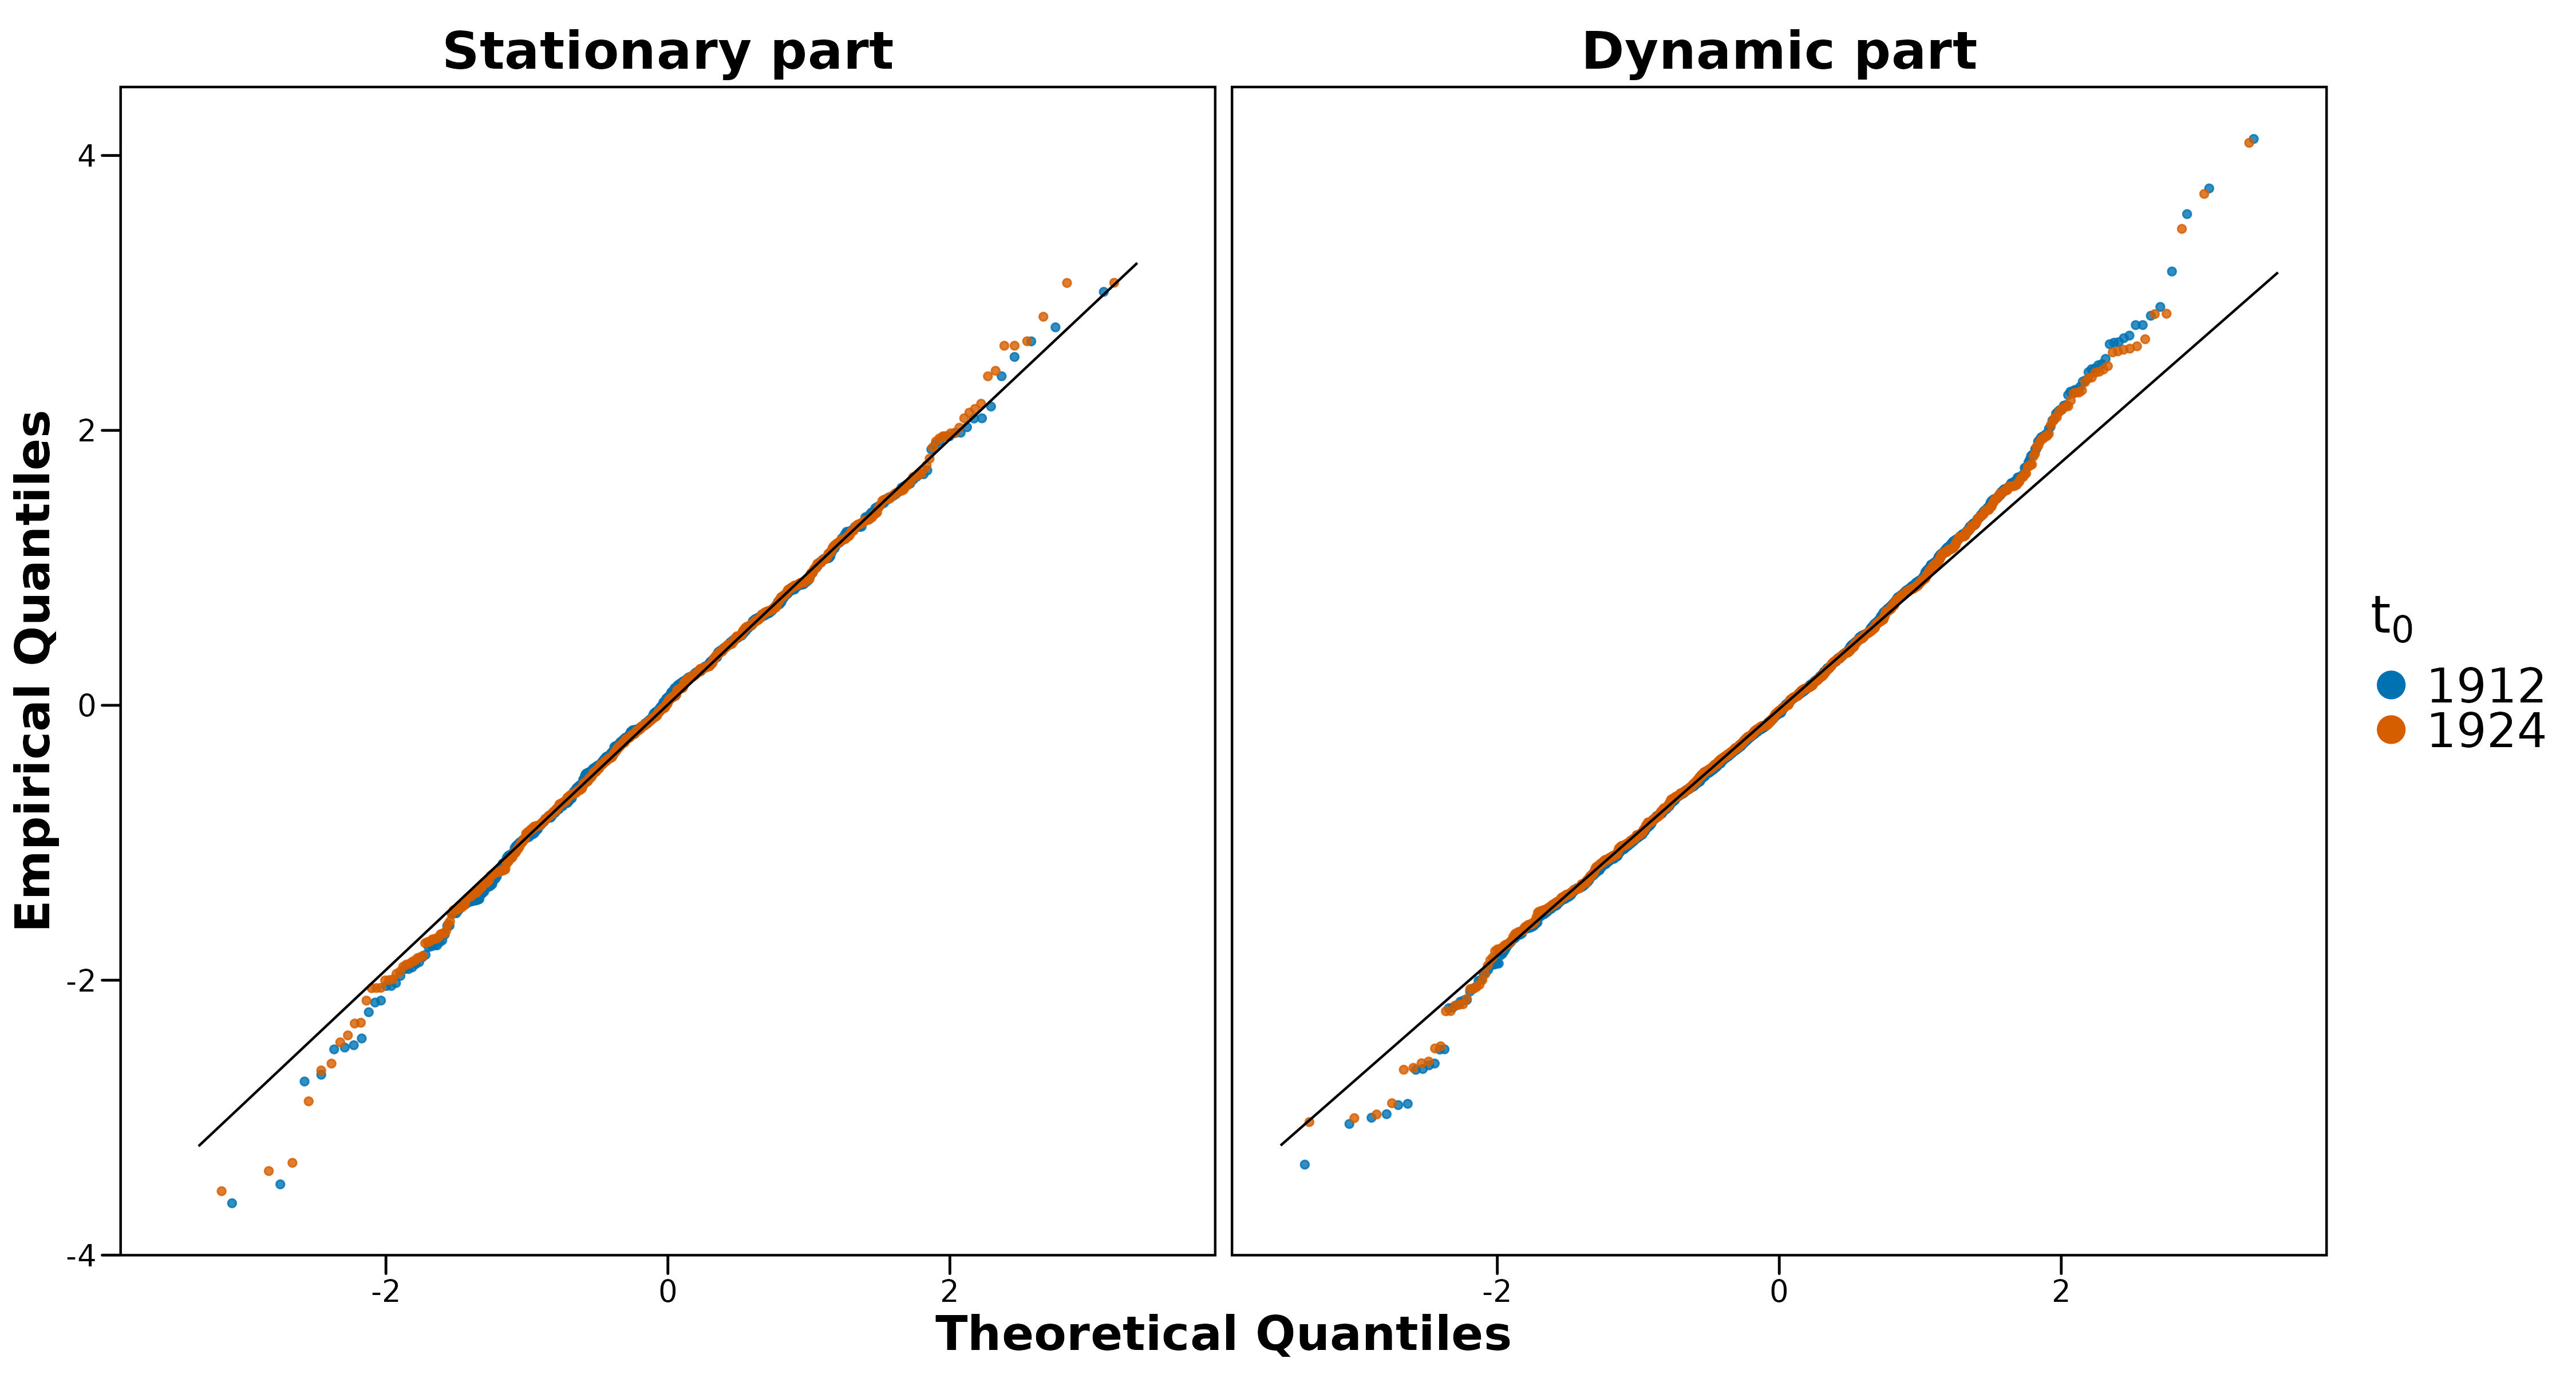 Stationary part
Dynamic part
Empirical Quantiles
4
2
0
-2
-4
-2
0
2
-2
0
2
Theoretical Quantiles
t₀
1912
1924